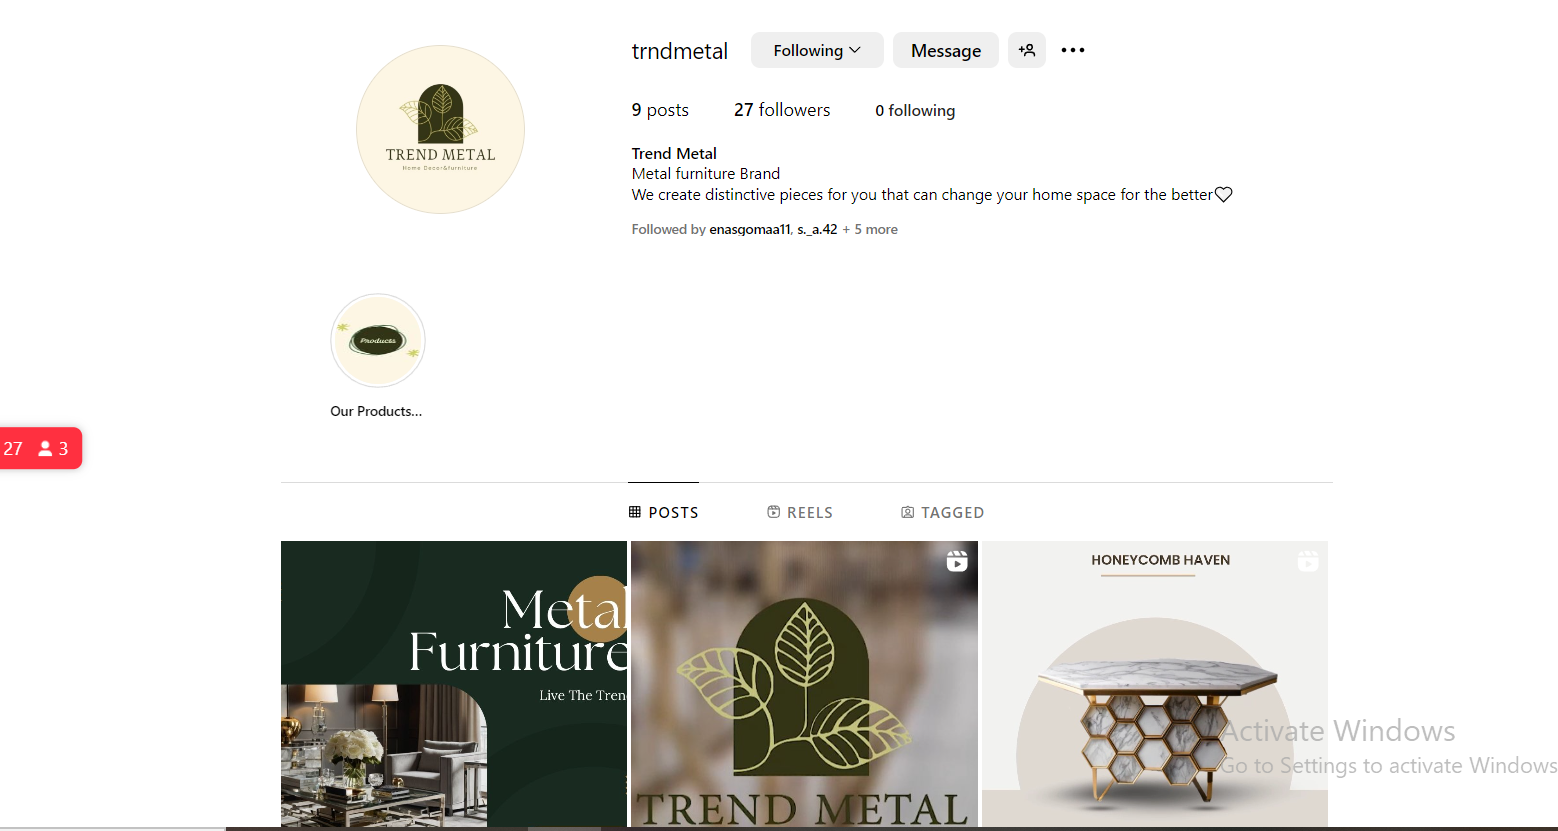 trndmetal Following Message
9 posts 27 followers 0 following
Trend Metal
Metal furniture Brand
We create distinctive pieces for you that can change your home space for the better
Followed by enasgomaa11, s._a.42 + 5 more
TREND METAL
Home Decor&furniture
Products
Our Products...
27 3
POSTS REELS TAGGED
Metal
Furniture
Live The Tren
TREND METAL
HONEYCOMB HAVEN
Activate Windows
Go to Settings to activate Windows